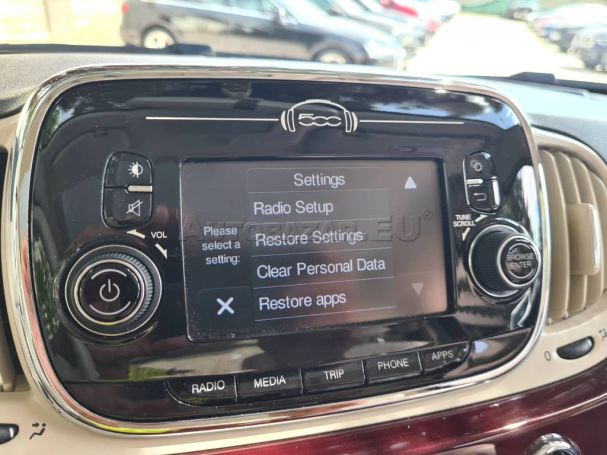 500
Settings
Radio Setup
Please
select a
setting:
Restore Settings
Clear Personal Data
Restore apps
AUTOBAZAR.EU
VOL
TUNE
SCROLL
BROWSE
ENTER
RADIO
MEDIA
TRIP
PHONE
APPS
0